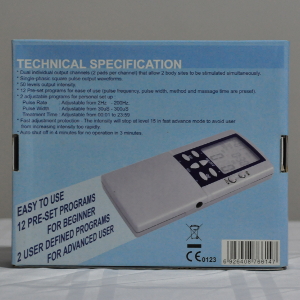 TECHNICAL SPECIFICATION
* Dual individual output channels (2 pads per channel) that allow 2 body sites to be stimulated simultaneously.
* Single-phasic square pulse output waveforms.
* 50 levels output intensity.
* 12 Pre-set programs for ease of use (pulse frequency, pulse width, method and massage time are preset)
* 2 adjustable programs for personal set up:
Pulse Rate : Adjustable from 2Hz - 200Hz,
Pulse Width : Adjustable from 30uS - 300uS
Treatment Time : Adjustable from 00:01 to 23:59
* Fast adjustment protection : The intensity will stop at level 16 in fast advance mode to avoid user
from increasing intensity too rapidly.
* Auto shut off in 4 minutes for no operation in 3 minutes.
EASY TO USE
12 PRE-SET PROGRAMS
FOR BEGINNER
2 USER DEFINED PROGRAMS
FOR ADVANCED USER
CE 0123